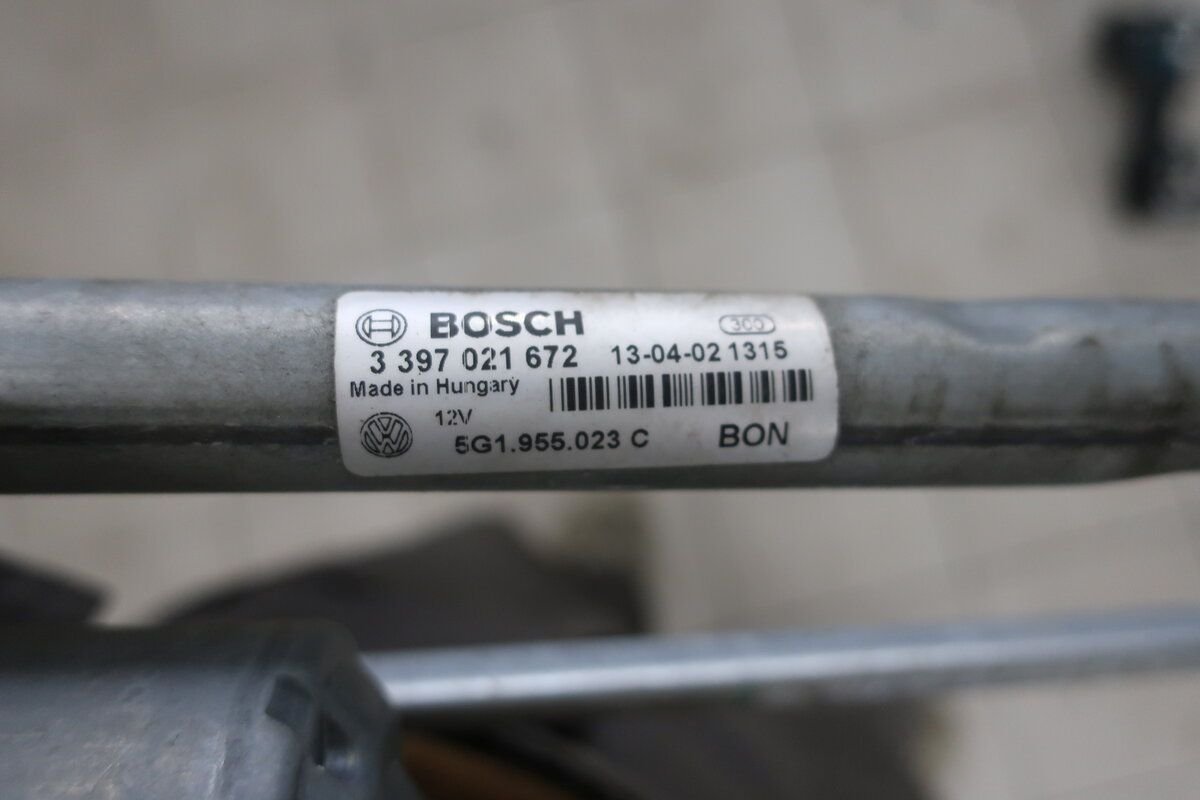 BOSCH 300
3 397 021 672 13-04-02 1315
Made in Hungary
12V
5G1.955.023 C BON